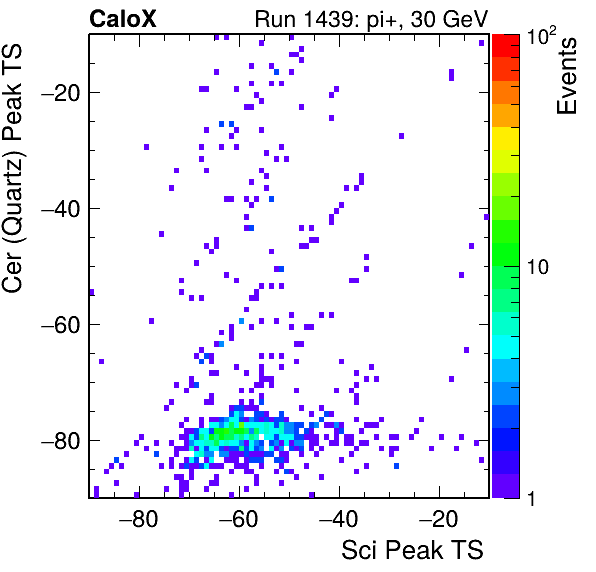 CaloX Run 1439: pi+, 30 GeV
Cer (Quartz) Peak TS
−20
−40
−60
−80
−80 −60 −40 −20
Sci Peak TS
10²
10
1
Events